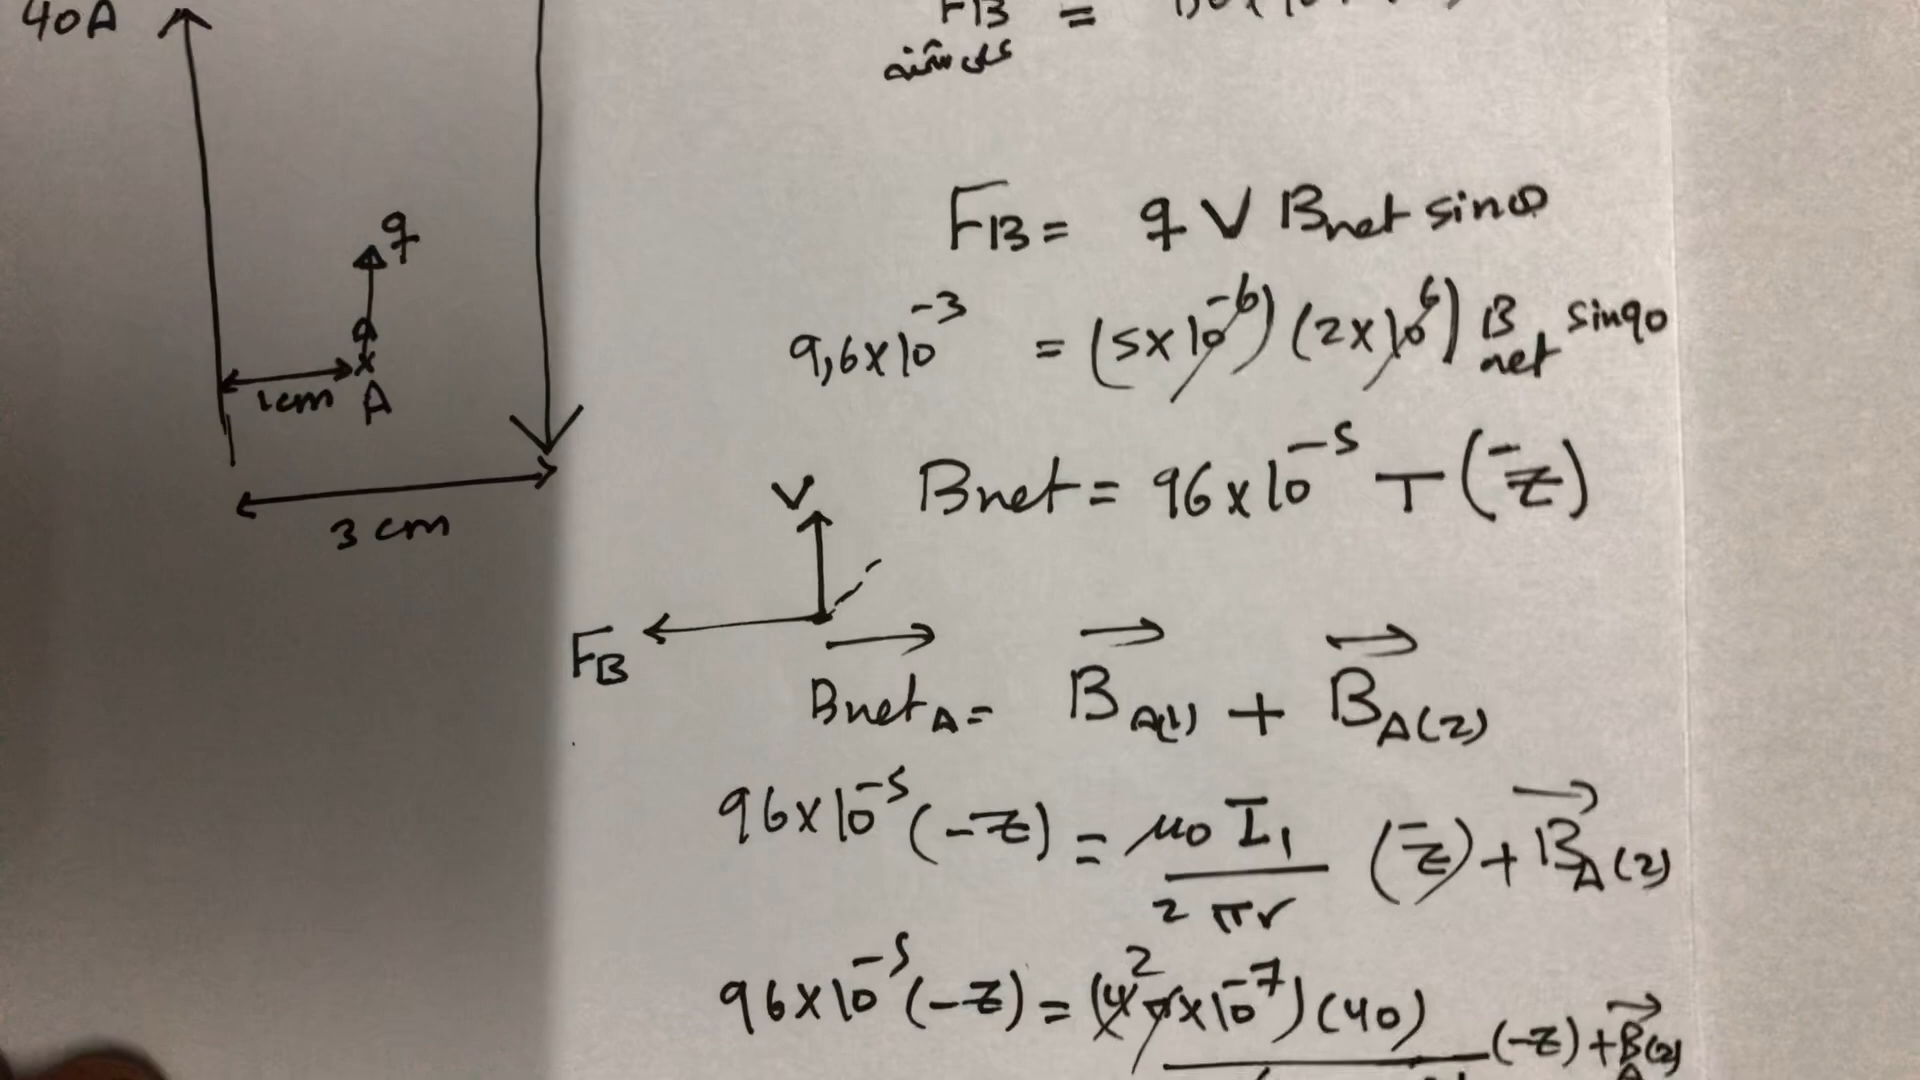 40A
FB =
q
1cm A
3 cm
FB = q V Bnet sinθ
9,6x10^-3 = (5x10^-6) (2x10^6) B net sin90
Bnet = 96x10^-5 T (-z)
V
FB
Bnet A = B A(1) + B A(2)
96x10^-5 (-z) = μ0 I1 / 2πr (-z) + B A(2)
96x10^-5 (-z) = (4π x10^-7) (40) (-z) + B A(2)